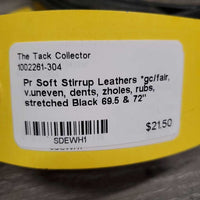 The Tack Collector
1002261-304
Pr Soft Stirrup Leathers *gc/fair,
v.uneven, dents, zholes, rubs,
stretched Black 69.5 & 72"
$21.50
SDEWH1